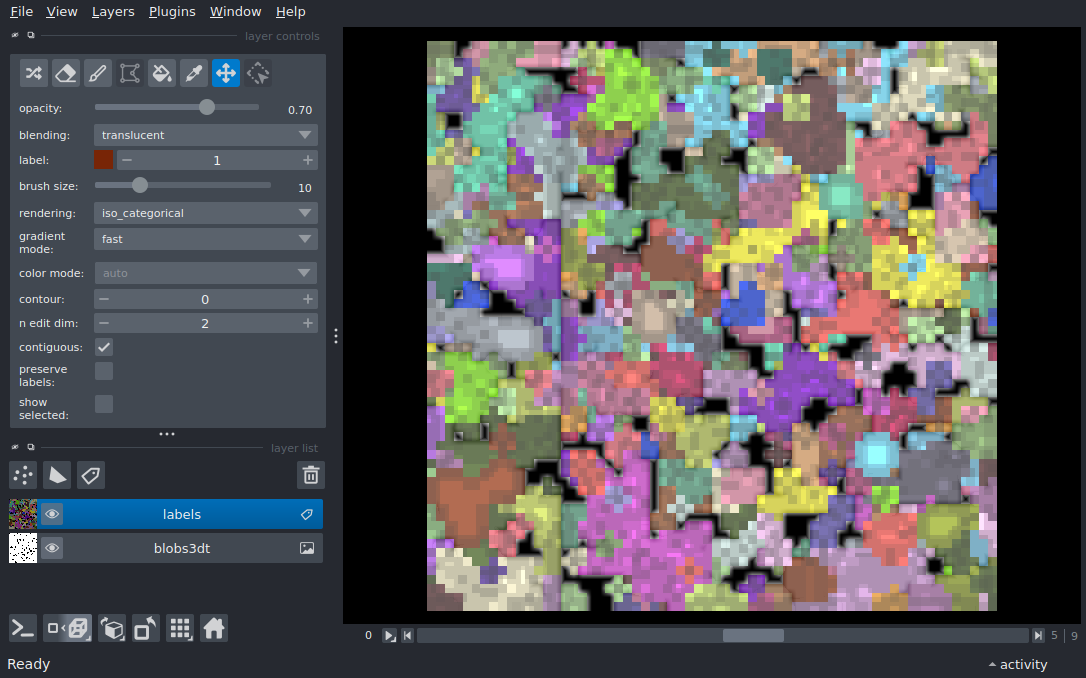 File View Layers Plugins Window Help
layer controls
opacity: 0.70
blending: translucent
label: 1
brush size: 10
rendering: iso_categorical
gradient
mode: fast
color mode: auto
contour: 0
n edit dim: 2
contiguous:
preserve
labels:
show
selected:
layer list
labels
blobs3dt
0 5 | 9
Ready activity